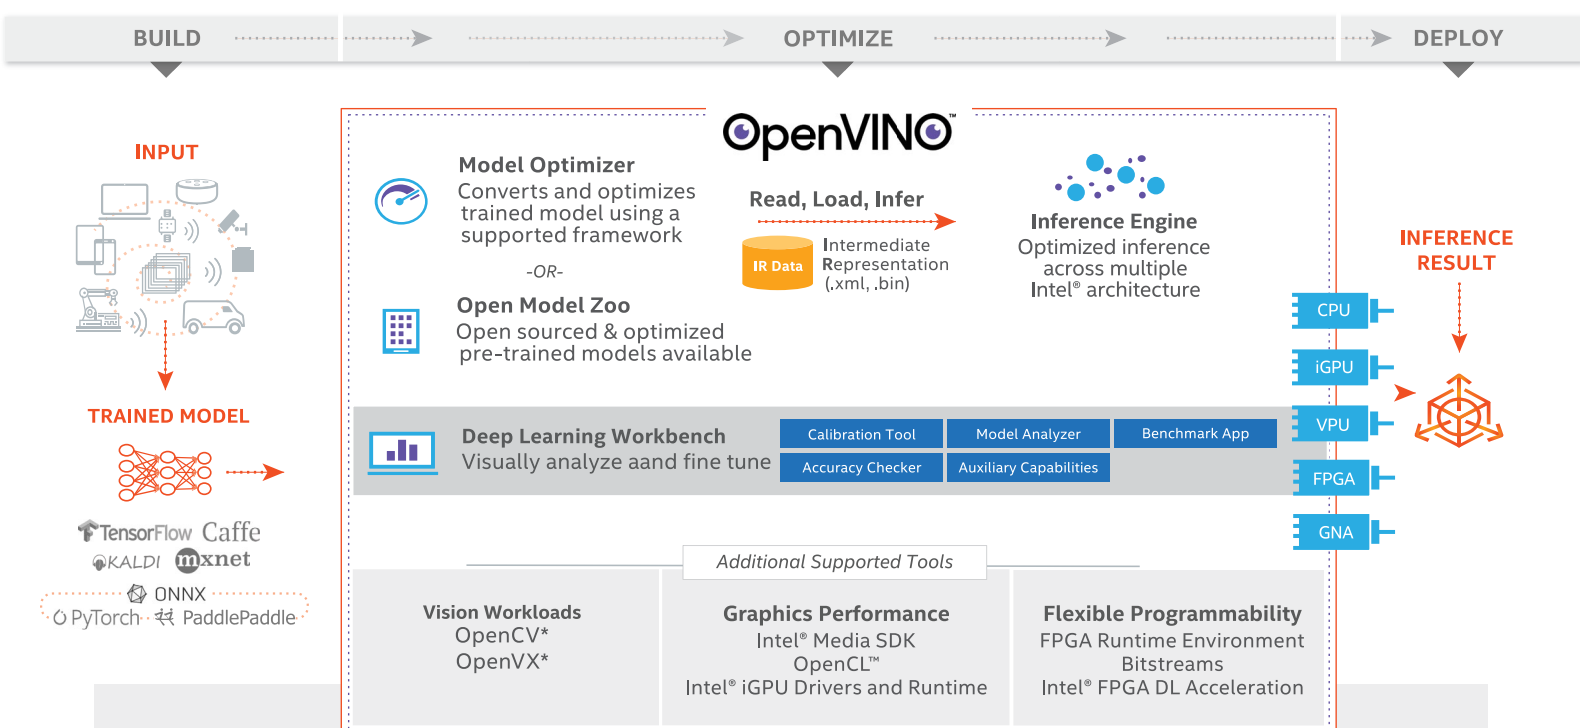 BUILD
OPTIMIZE
DEPLOY
OpenVINO™
INPUT
Model Optimizer
Converts and optimizes
trained model using a
supported framework
-OR-
Open Model Zoo
Open sourced & optimized
pre-trained models available
Read, Load, Infer
IR Data
Intermediate
Representation
(.xml, .bin)
Inference Engine
Optimized inference
across multiple
Intel® architecture
INFERENCE
RESULT
CPU
iGPU
VPU
FPGA
GNA
TRAINED MODEL
TensorFlow Caffe
KALDI mxnet
ONNX
PyTorch PaddlePaddle
Deep Learning Workbench
Visually analyze aand fine tune
Calibration Tool
Model Analyzer
Benchmark App
Accuracy Checker
Auxiliary Capabilities
Additional Supported Tools
Vision Workloads
OpenCV*
OpenVX*
Graphics Performance
Intel® Media SDK
OpenCL™
Intel® iGPU Drivers and Runtime
Flexible Programmability
FPGA Runtime Environment
Bitstreams
Intel® FPGA DL Acceleration